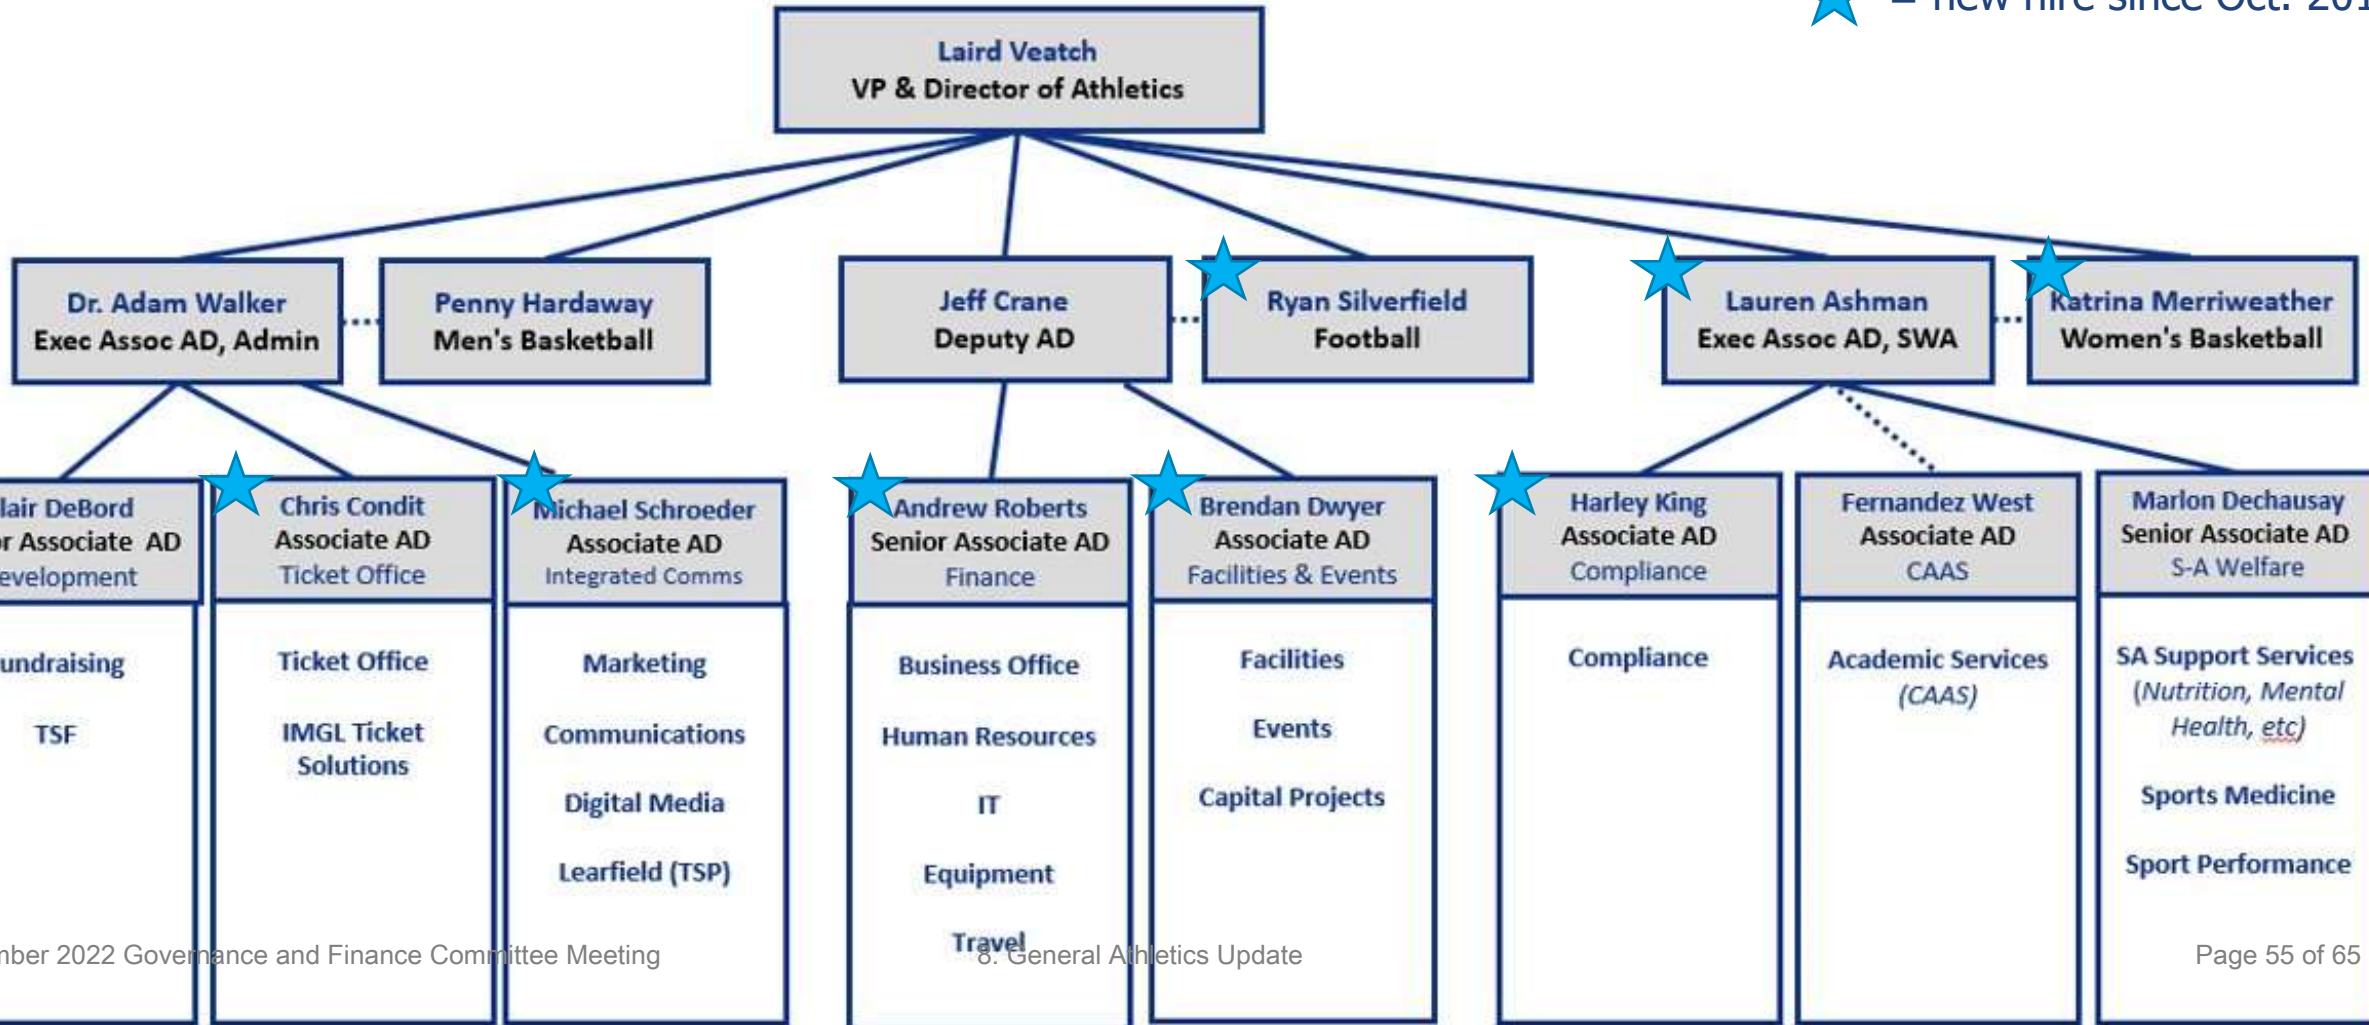 = new hire since Oct. 201
Laird Veatch
VP & Director of Athletics
Dr. Adam Walker
Exec Assoc AD, Admin
Penny Hardaway
Men's Basketball
Jeff Crane
Deputy AD
Ryan Silverfield
Football
Lauren Ashman
Exec Assoc AD, SWA
Katrina Merriweather
Women's Basketball
lair DeBord
r Associate AD
evelopment
undraising
TSF
Chris Condit
Associate AD
Ticket Office
Ticket Office
IMGL Ticket
Solutions
Michael Schroeder
Associate AD
Integrated Comms
Marketing
Communications
Digital Media
Learfield (TSP)
Andrew Roberts
Senior Associate AD
Finance
Business Office
Human Resources
IT
Equipment
Travel
Brendan Dwyer
Associate AD
Facilities & Events
Facilities
Events
Capital Projects
Harley King
Associate AD
Compliance
Compliance
Fernandez West
Associate AD
CAAS
Academic Services
(CAAS)
Marlon Dechausay
Senior Associate AD
S-A Welfare
SA Support Services
(Nutrition, Mental
Health, etc)
Sports Medicine
Sport Performance
mber 2022 Governance and Finance Committee Meeting
8. General Athletics Update
Page 55 of 65